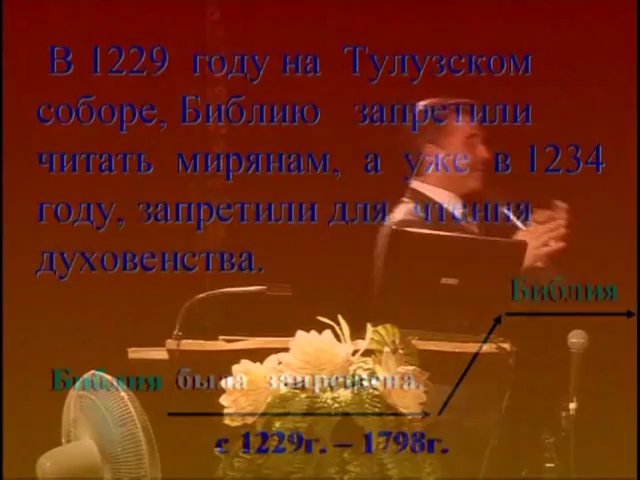 В 1229 году на Тулузском
соборе, Библию запретили
читать мирянам, а уже в 1234
году, запретили для чтения
духовенства.
Библия
Библия была запрещена.
с 1229г. – 1798г.